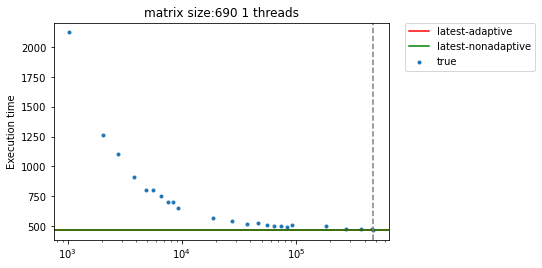 matrix size:690 1 threads
latest-adaptive
latest-nonadaptive
true
Execution time
2000
1750
1500
1250
1000
750
500
10³
10⁴
10⁵